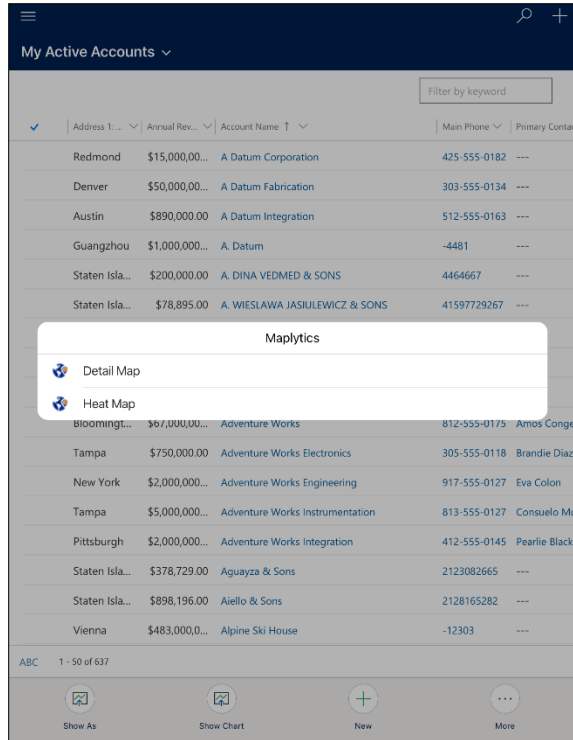 My Active Accounts
Filter by keyword
Address 1: ... Annual Rev... Account Name ↑ Main Phone Primary Conta
Redmond $15,000,00... A Datum Corporation 425-555-0182 ---
Denver $50,000,00... A Datum Fabrication 303-555-0134 ---
Austin $890,000.00 A Datum Integration 512-555-0163 ---
Guangzhou $1,000,000... A. Datum -4481 ---
Staten Isla... $200,000.00 A. DINA VEDMED & SONS 4464667 ---
Staten Isla... $78,895.00 A. WIESLAWA JASIULEWICZ & SONS 41597729267 ---
Maplytics
Detail Map
Heat Map
Bloomingt... $67,000,00... Adventure Works 812-555-0175 Amos Conge
Tampa $750,000.00 Adventure Works Electronics 305-555-0118 Brandie Diaz
New York $2,000,000... Adventure Works Engineering 917-555-0127 Eva Colon
Tampa $5,000,000... Adventure Works Instrumentation 813-555-0127 Consuelo Mc
Pittsburgh $2,000,000... Adventure Works Integration 412-555-0145 Pearlie Black
Staten Isla... $378,729.00 Aguayza & Sons 2123082665 ---
Staten Isla... $898,196.00 Aiello & Sons 2128165282 ---
Vienna $483,000,0... Alpine Ski House -12303 ---
ABC 1 - 50 of 637
Show As Show Chart New More